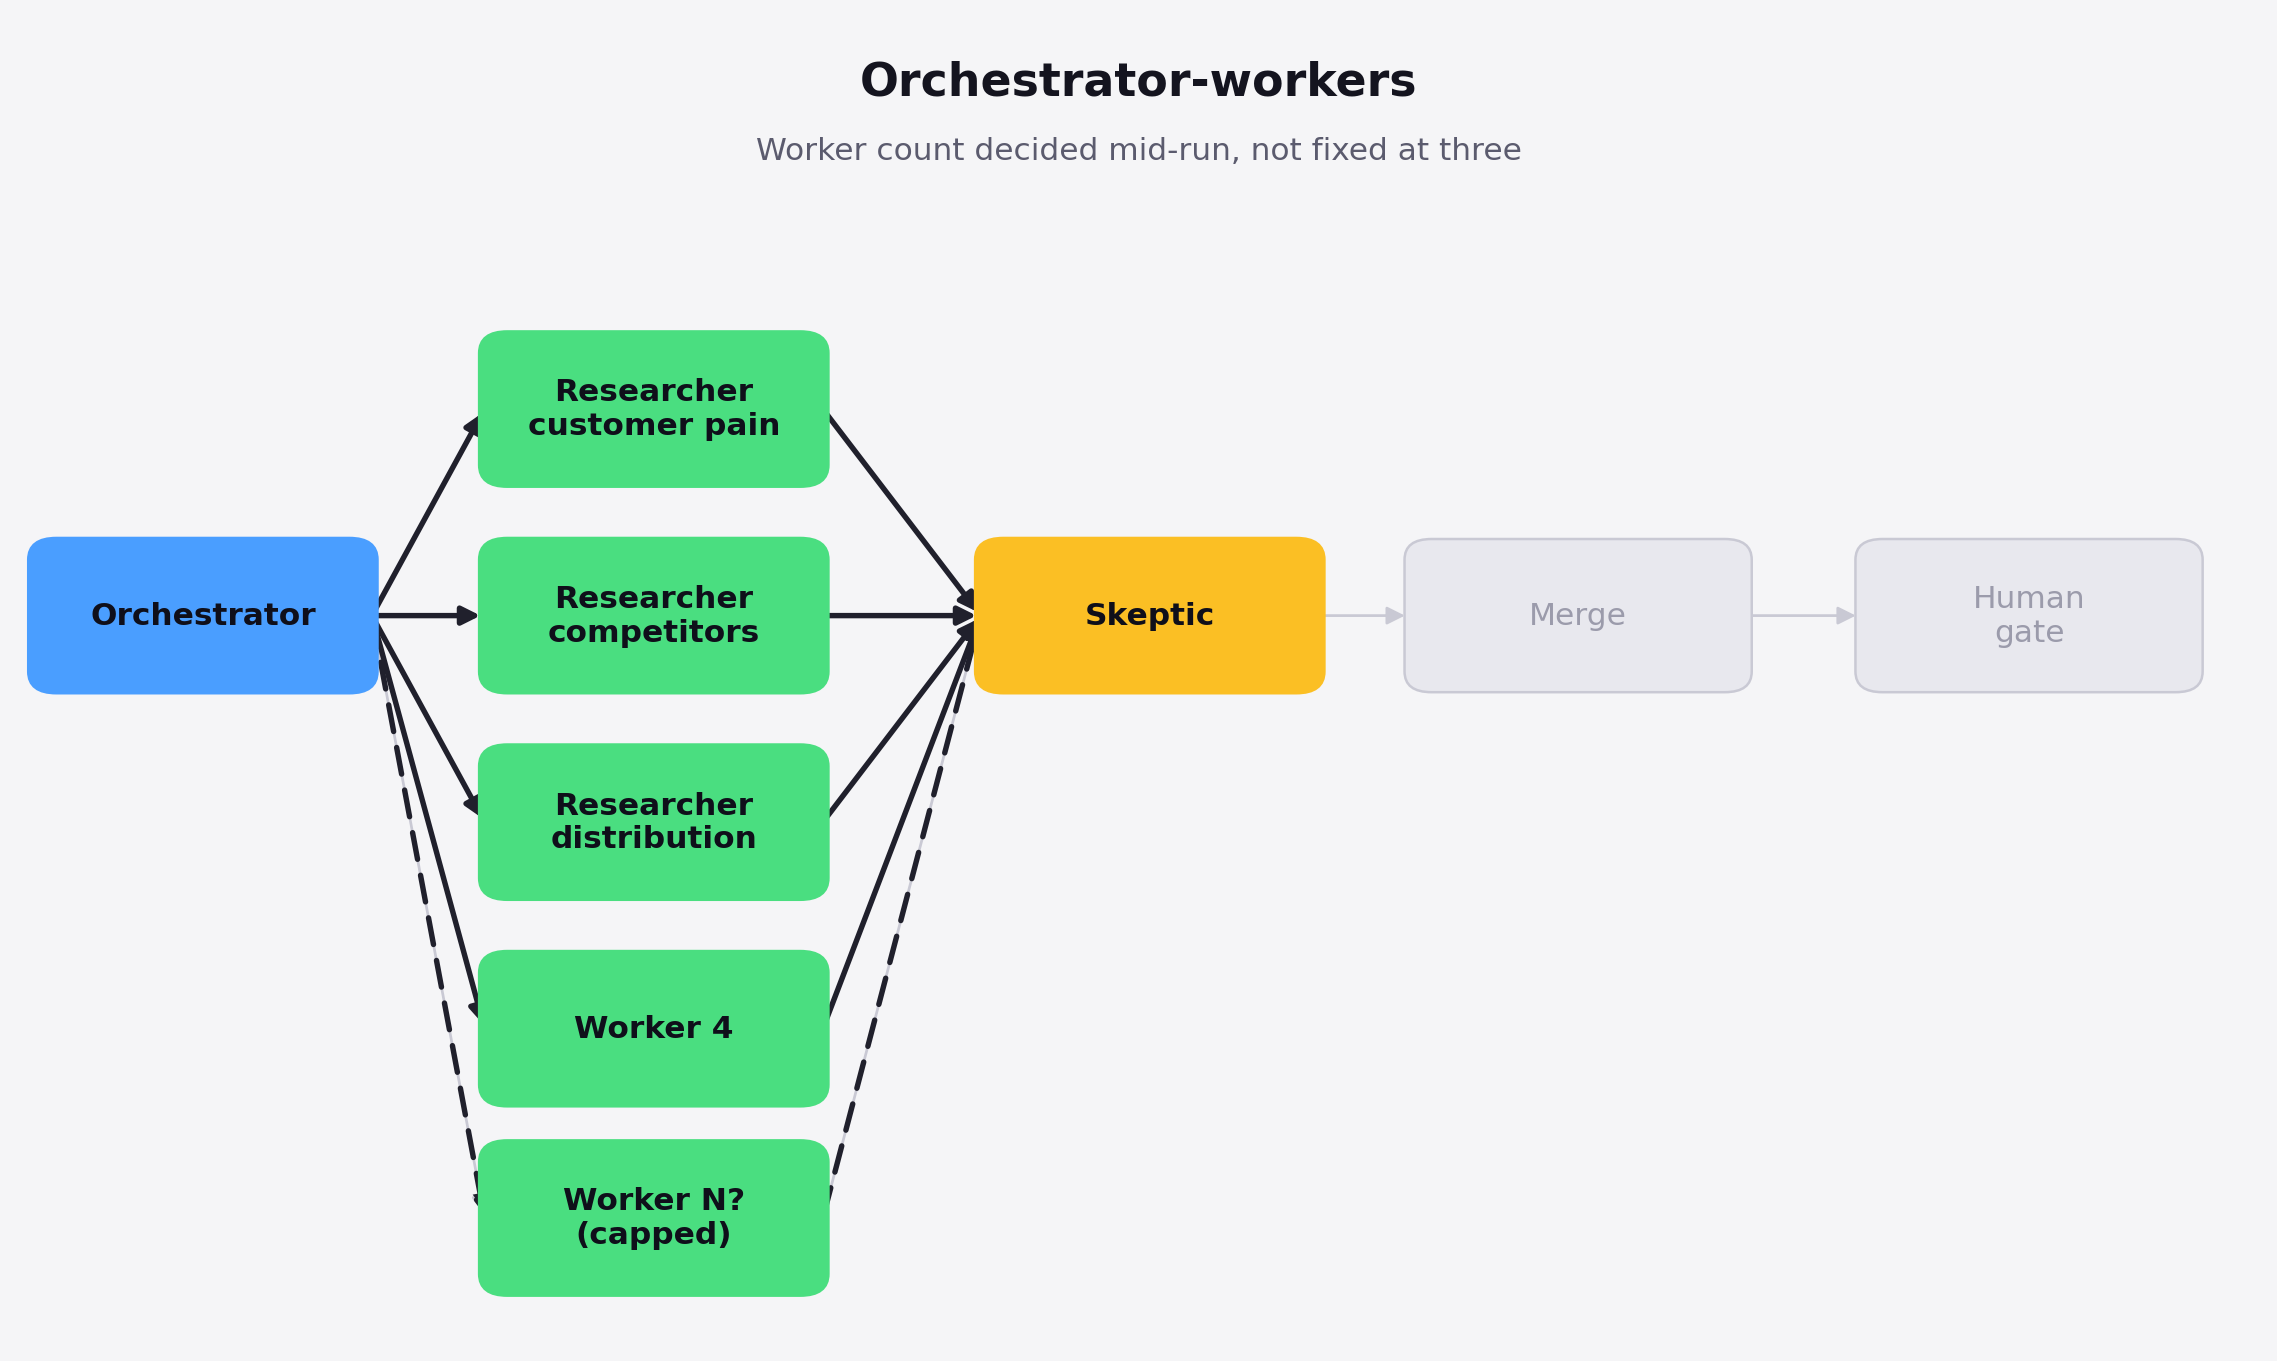 Orchestrator-workers
Worker count decided mid-run, not fixed at three
Orchestrator
Researcher
customer pain
Researcher
competitors
Researcher
distribution
Worker 4
Worker N?
(capped)
Skeptic
Merge
Human
gate